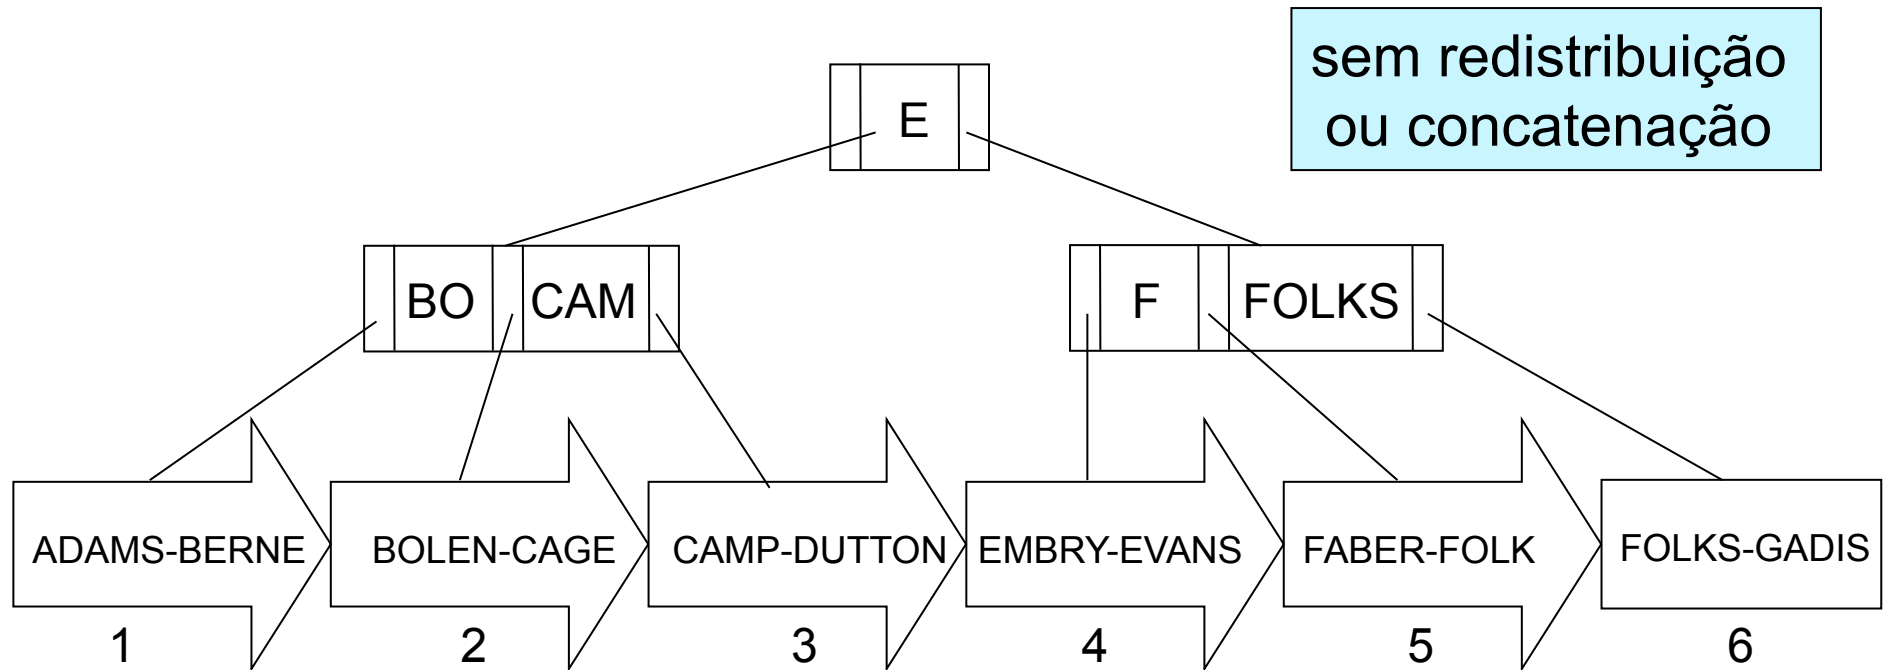 sem redistribuição
ou concatenação
E
BO CAM F FOLKS
ADAMS-BERNE BOLEN-CAGE CAMP-DUTTON EMBRY-EVANS FABER-FOLK FOLKS-GADIS
1 2 3 4 5 6